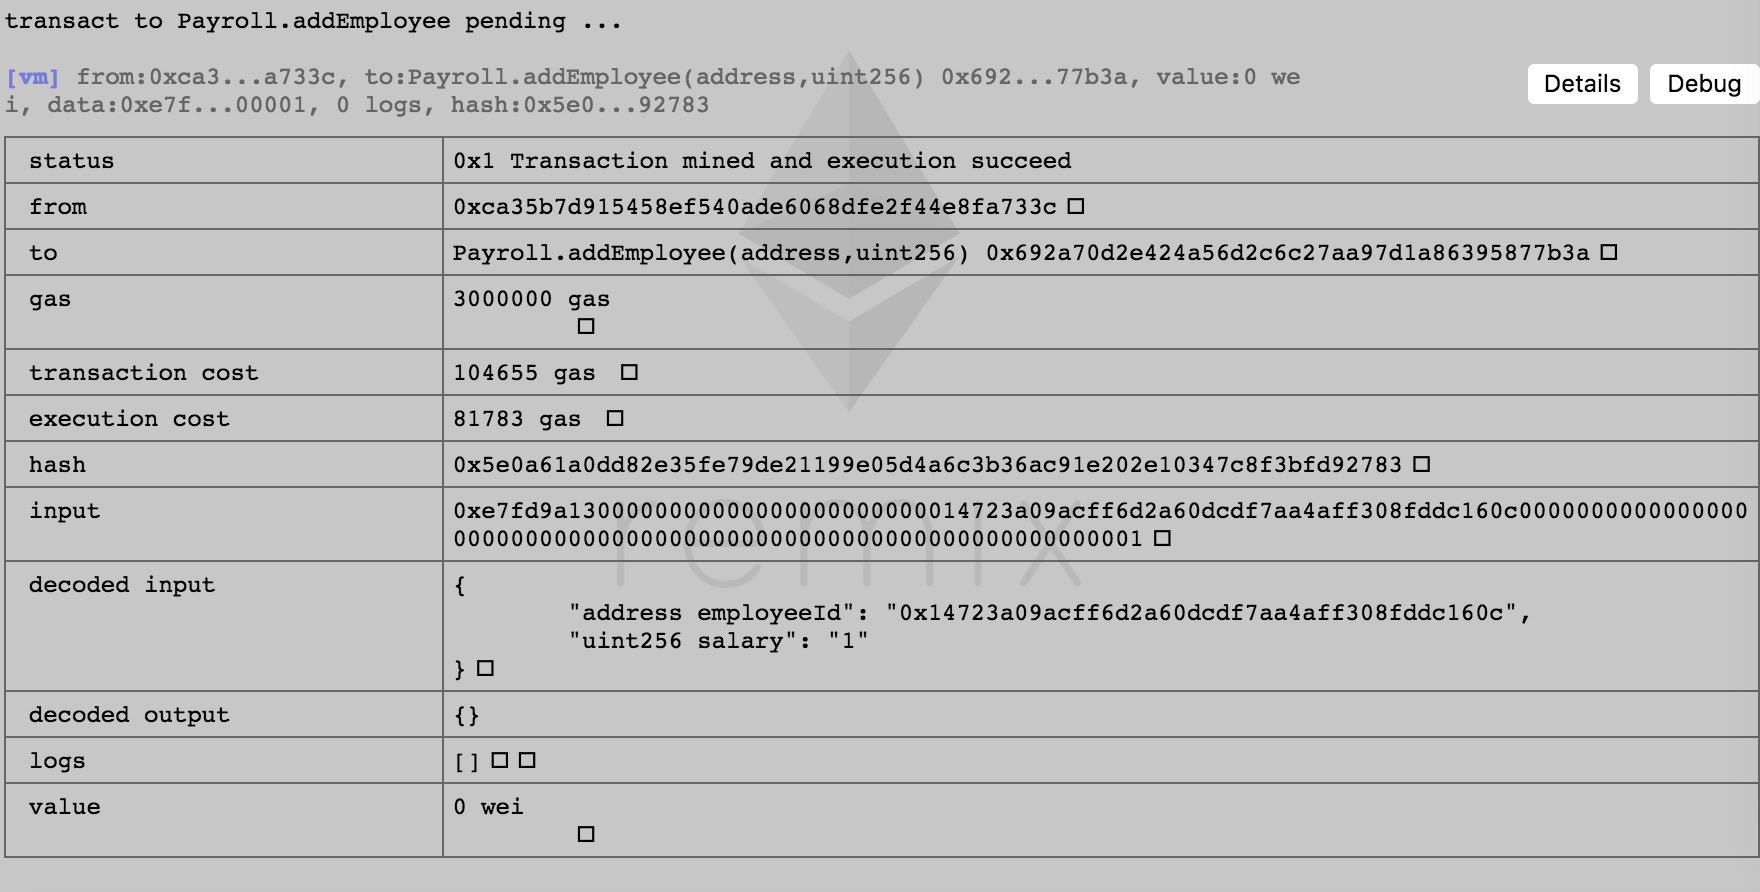 transact to Payroll.addEmployee pending ...
[vm] from:0xca3...a733c, to:Payroll.addEmployee(address,uint256) 0x692...77b3a, value:0 we
i, data:0xe7f...00001, 0 logs, hash:0x5e0...92783
Details Debug
status 0x1 Transaction mined and execution succeed
from 0xca35b7d915458ef540ade6068dfe2f44e8fa733c
to Payroll.addEmployee(address,uint256) 0x692a70d2e424a56d2c6c27aa97d1a86395877b3a
gas 3000000 gas
transaction cost 104655 gas
execution cost 81783 gas
hash 0x5e0a61a0dd82e35fe79de21199e05d4a6c3b36ac91e202e10347c8f3bfd92783
input 0xe7fd9a1300000000000000000000000014723a09acff6d2a60dcdf7aa4aff308fddc160c0000000000000000
000000000000000000000000000000000000000000000001
remix
decoded input {
"address employeeId": "0x14723a09acff6d2a60dcdf7aa4aff308fddc160c",
"uint256 salary": "1"
}
decoded output {}
logs []
value 0 wei